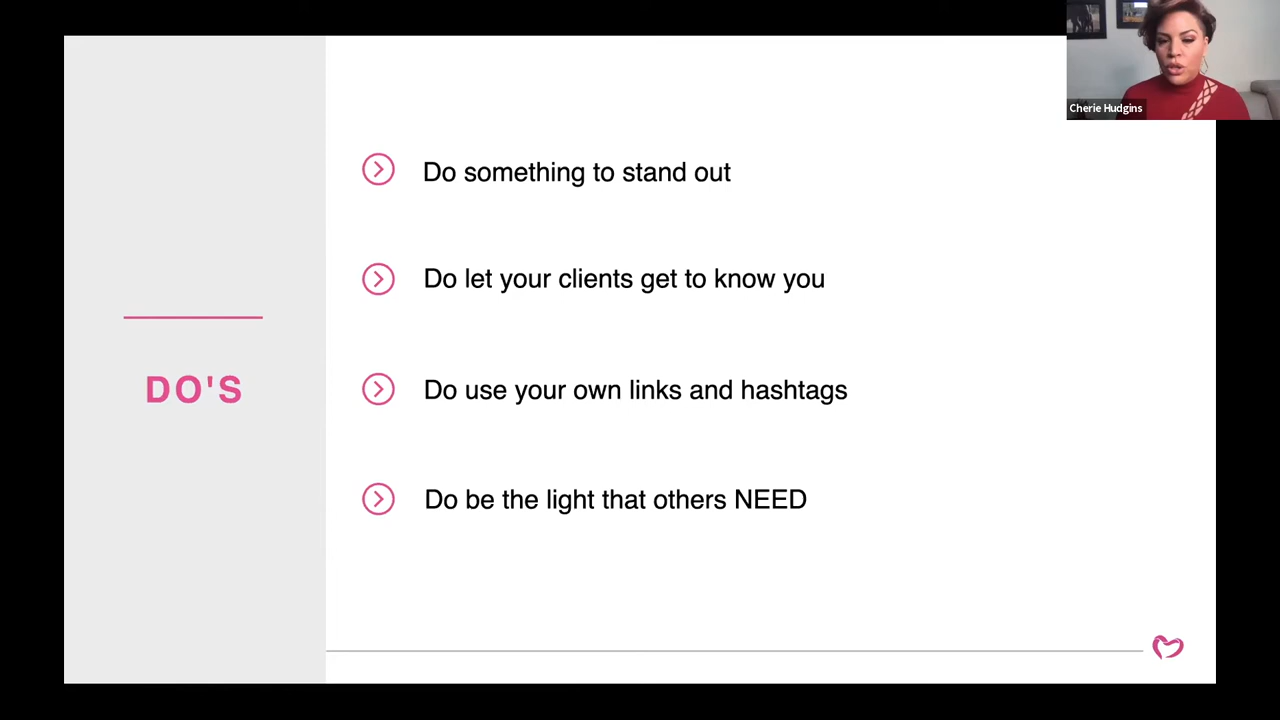 Cherie Hudgins
Do something to stand out
Do let your clients get to know you
DO'S
Do use your own links and hashtags
Do be the light that others NEED